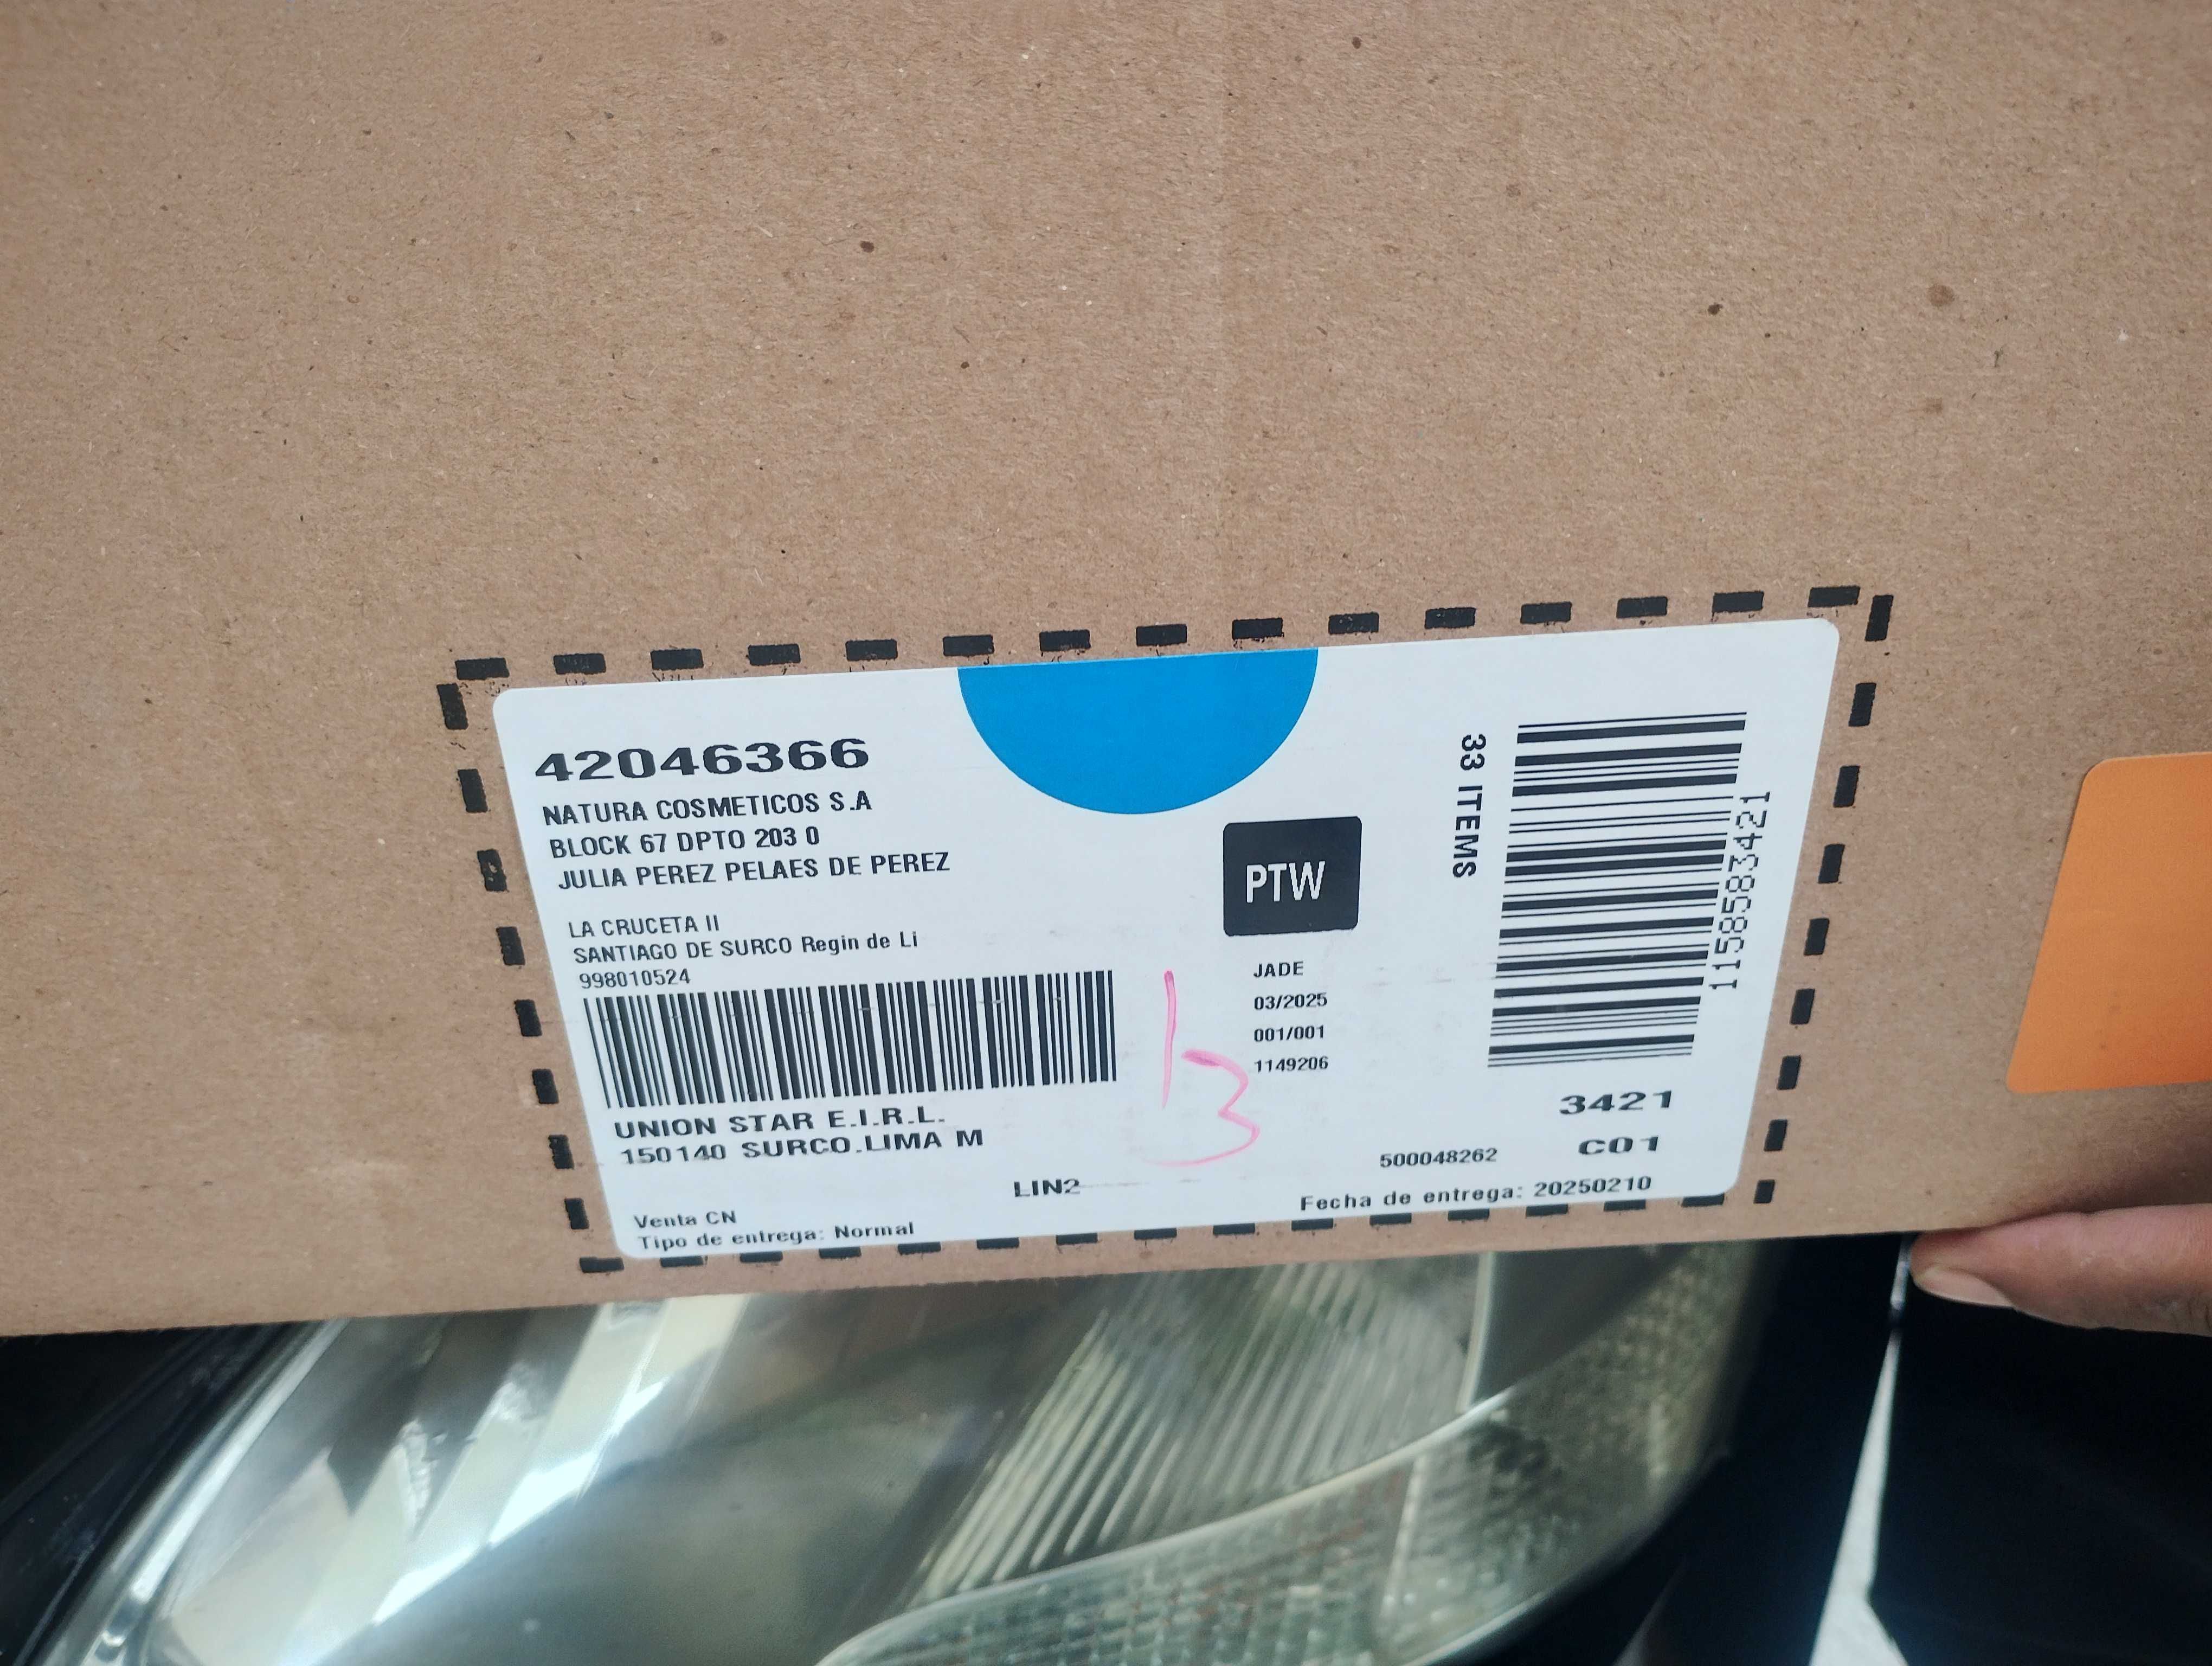 42046366
NATURA COSMETICOS S.A
BLOCK 67 DPTO 203 0
JULIA PEREZ PELAES DE PEREZ
LA CRUCETA II
SANTIAGO DE SURCO Regin de Li
998010524
UNION STAR E.I.R.L.
150140 SURCO.LIMA M
LIN2
Venta CN
Tipo de entrega: Normal
PTW
JADE
03/2025
001/001
1149206
13
33 ITEMS
1158583421
3421
500048262 C01
Fecha de entrega: 20250210